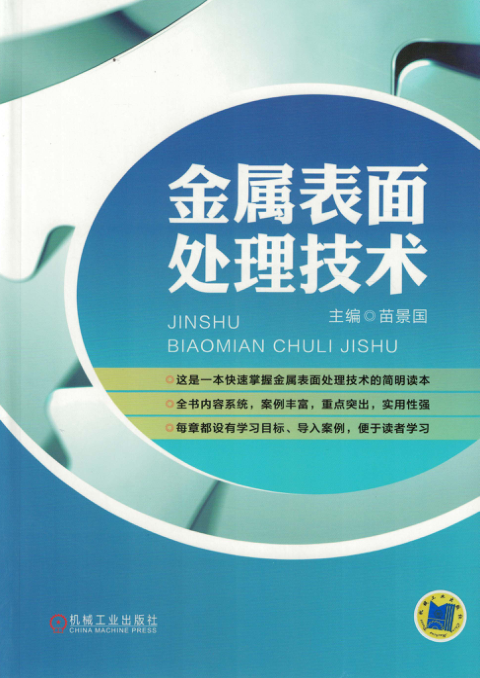 金属表面
处理技术
主编◎苗景国
JINSHU
BIAOMIAN CHULI JISHU
◎这是一本快速掌握金属表面处理技术的简明读本
◎全书内容系统，案例丰富，重点突出，实用性强
◎每章都设有学习目标、导入案例，便于读者学习
机械工业出版社
CHINA MACHINE PRESS